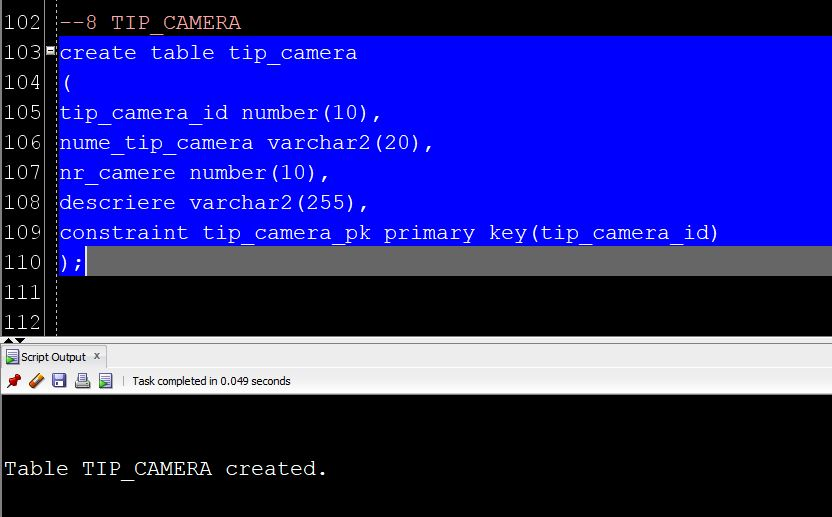 102 --8 TIP_CAMERA
103 create table tip_camera
104 (
105 tip_camera_id number(10),
106 nume_tip_camera varchar2(20),
107 nr_camere number(10),
108 descriere varchar2(255),
109 constraint tip_camera_pk primary key(tip_camera_id)
110 );
111
112
Script Output x
Task completed in 0.049 seconds
Table TIP_CAMERA created.